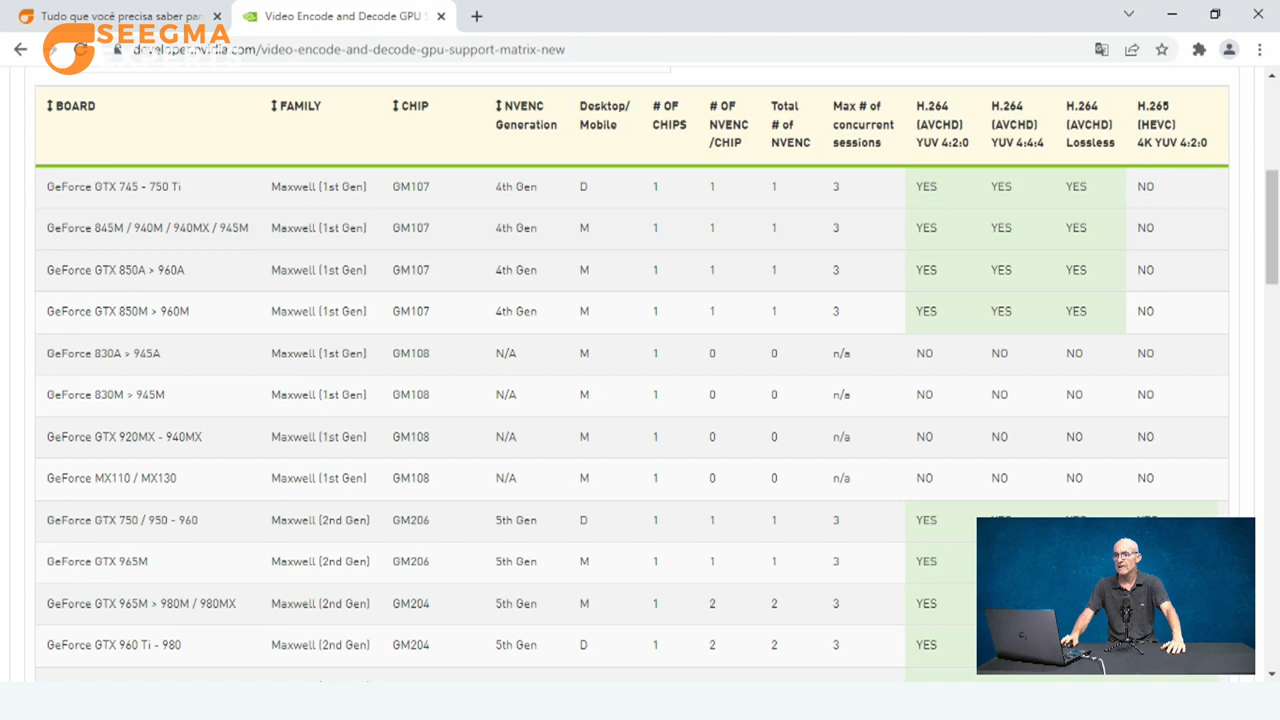 Tudo que você precisa saber par
Video Encode and Decode GPU S
SEEGMA
EXPERTS
developer.nvidia.com/video-encode-and-decode-gpu-support-matrix-new
BOARD FAMILY CHIP NVENC Generation Desktop/ Mobile # OF CHIPS # OF NVENC /CHIP Total # of NVENC Max # of concurrent sessions H.264 (AVCHD) YUV 4:2:0 H.264 (AVCHD) YUV 4:4:4 H.264 (AVCHD) Lossless H.265 (HEVC) 4K YUV 4:2:0
GeForce GTX 745 - 750 Ti Maxwell (1st Gen) GM107 4th Gen D 1 1 1 3 YES YES YES NO
GeForce 845M / 940M / 940MX / 945M Maxwell (1st Gen) GM107 4th Gen M 1 1 1 3 YES YES YES NO
GeForce GTX 850A > 960A Maxwell (1st Gen) GM107 4th Gen M 1 1 1 3 YES YES YES NO
GeForce GTX 850M > 960M Maxwell (1st Gen) GM107 4th Gen M 1 1 1 3 YES YES YES NO
GeForce 830A > 945A Maxwell (1st Gen) GM108 N/A M 1 0 0 n/a NO NO NO NO
GeForce 830M > 945M Maxwell (1st Gen) GM108 N/A M 1 0 0 n/a NO NO NO NO
GeForce GTX 920MX - 940MX Maxwell (1st Gen) GM108 N/A M 1 0 0 n/a NO NO NO NO
GeForce MX110 / MX130 Maxwell (1st Gen) GM108 N/A M 1 0 0 n/a NO NO NO NO
GeForce GTX 750 / 950 - 960 Maxwell (2nd Gen) GM206 5th Gen D 1 1 1 3 YES
GeForce GTX 965M Maxwell (2nd Gen) GM206 5th Gen M 1 1 1 3 YES
GeForce GTX 965M > 980M / 980MX Maxwell (2nd Gen) GM204 5th Gen M 1 2 2 3 YES
GeForce GTX 960 Ti - 980 Maxwell (2nd Gen) GM204 5th Gen D 1 2 2 3 YES